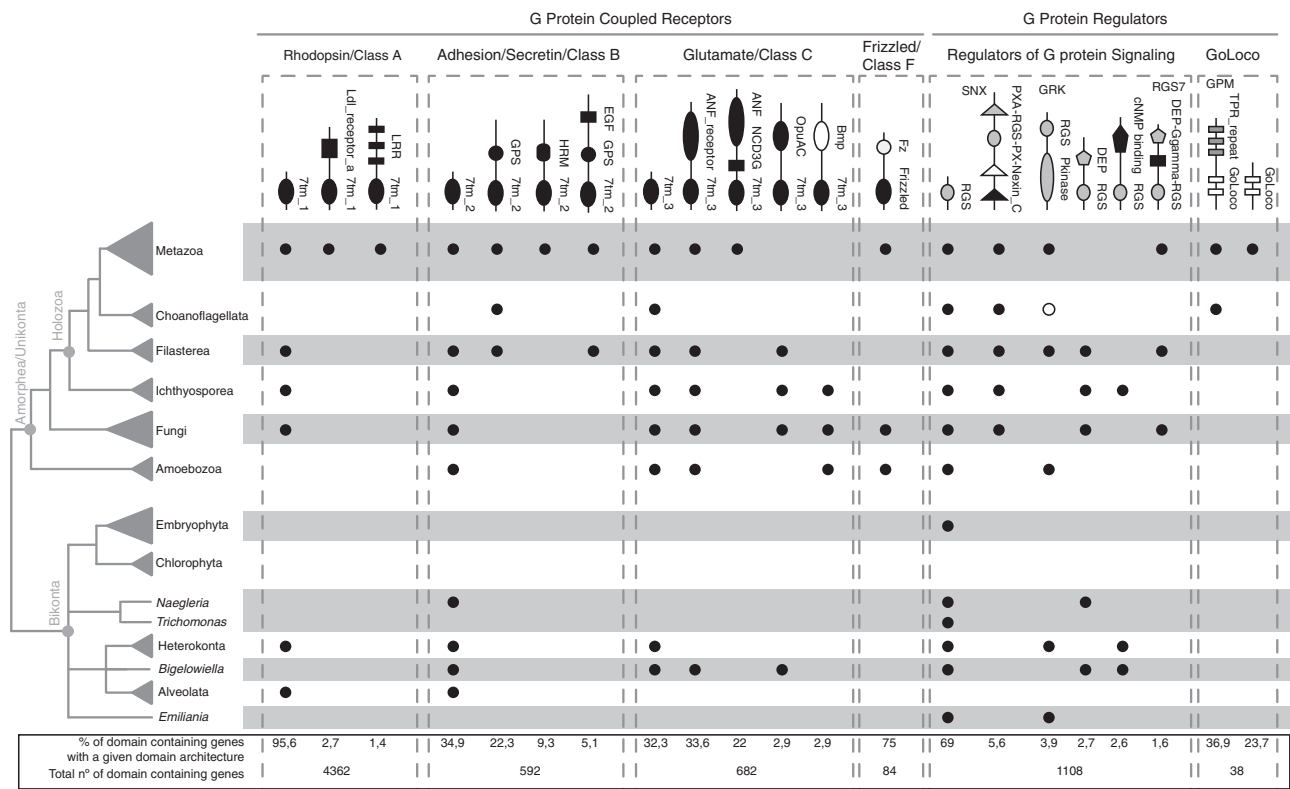 G Protein Coupled Receptors
G Protein Regulators
Rhodopsin/Class A
Adhesion/Secretin/Class B
Glutamate/Class C
Frizzled/
Class F
Regulators of G protein Signaling
GoLoco
7tm_1
Ldl_receptor_a 7tm_1
LRR 7tm_1
7tm_2
GPS 7tm_2
HRM 7tm_2
EGF GPS 7tm_2
7tm_3
ANF_receptor 7tm_3
ANF NCD3G 7tm_3
OpuAC 7tm_3
Bmp 7tm_3
Fz Frizzled
RGS
SNX
PXA-RGS-PX-Nexin_C
GRK
RGS Pkinase
DEP RGS
cNMP binding RGS
RGS7
DEP-Ggamma-RGS
GPM
TPR_repeat GoLoco
GoLoco
Amorphea/Unikonta
Holozoa
Bikonta
Metazoa
Choanoflagellata
Filasterea
Ichthyosporea
Fungi
Amoebozoa
Embryophyta
Chlorophyta
Naegleria
Trichomonas
Heterokonta
Bigelowiella
Alveolata
Emiliania
% of domain containing genes
with a given domain architecture
95,6 2,7 1,4 34,9 22,3 9,3 5,1 32,3 33,6 22 2,9 2,9 75 69 5,6 3,9 2,7 2,6 1,6 36,9 23,7
Total nº of domain containing genes 4362 592 682 84 1108 38